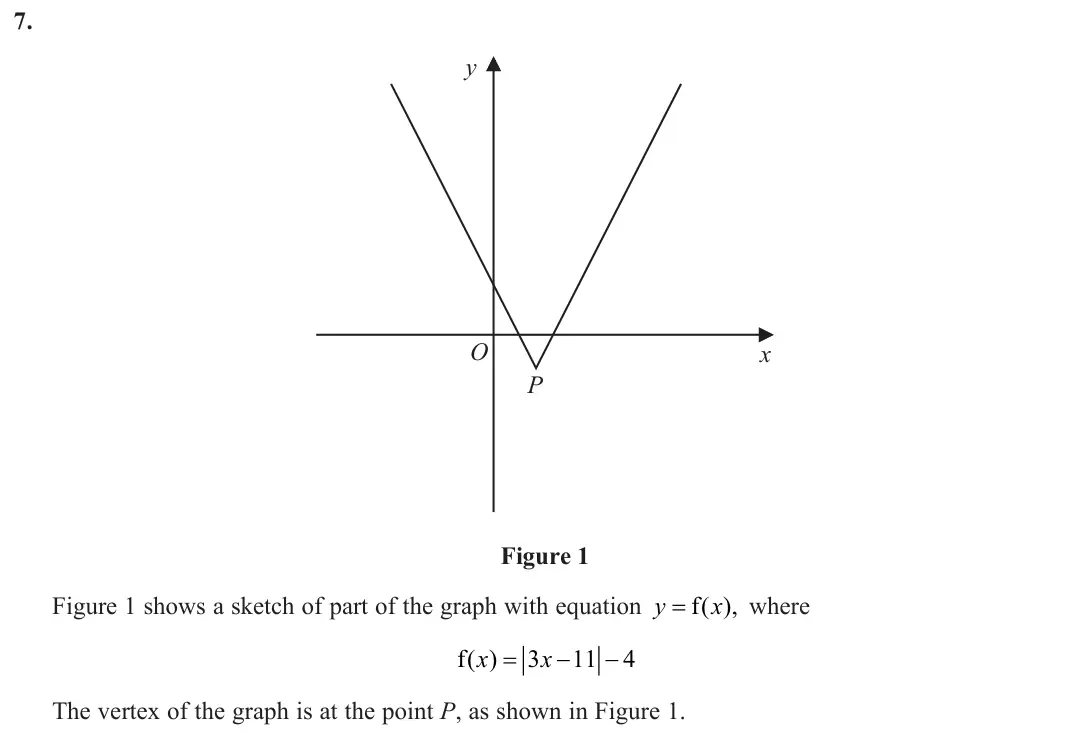 7.
y
O
P
x
Figure 1
Figure 1 shows a sketch of part of the graph with equation y = f(x), where
f(x) = |3x − 11| − 4
The vertex of the graph is at the point P, as shown in Figure 1.